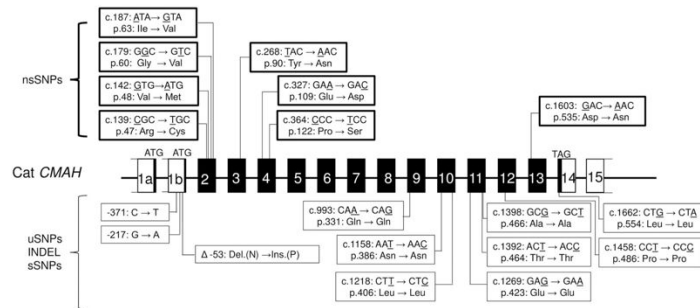 c.187: ATA → GTA
p.63: Ile → Val
c.179: GGC → GTC
p.60: Gly → Val
c.142: GTG→ATG
p.48: Val → Met
c.139: CGC → TGC
p.47: Arg → Cys
nsSNPs
c.268: TAC → AAC
p.90: Tyr → Asn
c.327: GAA → GAC
p.109: Glu → Asp
c.364: CCC → TCC
p.122: Pro → Ser
c.1603: GAC → AAC
p.535: Asp → Asn
ATG ATG TAG
Cat CMAH
1a 1b 2 3 4 5 6 7 8 9 10 11 12 13 14 15
uSNPs
INDEL
sSNPs
-371: C → T
-217: G → A
Δ -53: Del.(N) →Ins.(P)
c.993: CAA → CAG
p.331: Gln → Gln
c.1158: AAT → AAC
p.386: Asn → Asn
c.1218: CTT → CTC
p.406: Leu → Leu
c.1398: GCG → GCT
p.466: Ala → Ala
c.1392: ACT → ACC
p.464: Thr → Thr
c.1269: GAG → GAA
p.423: Glu → Glu
c.1662: CTG → CTA
p.554: Leu → Leu
c.1458: CCT → CCC
p.486: Pro → Pro